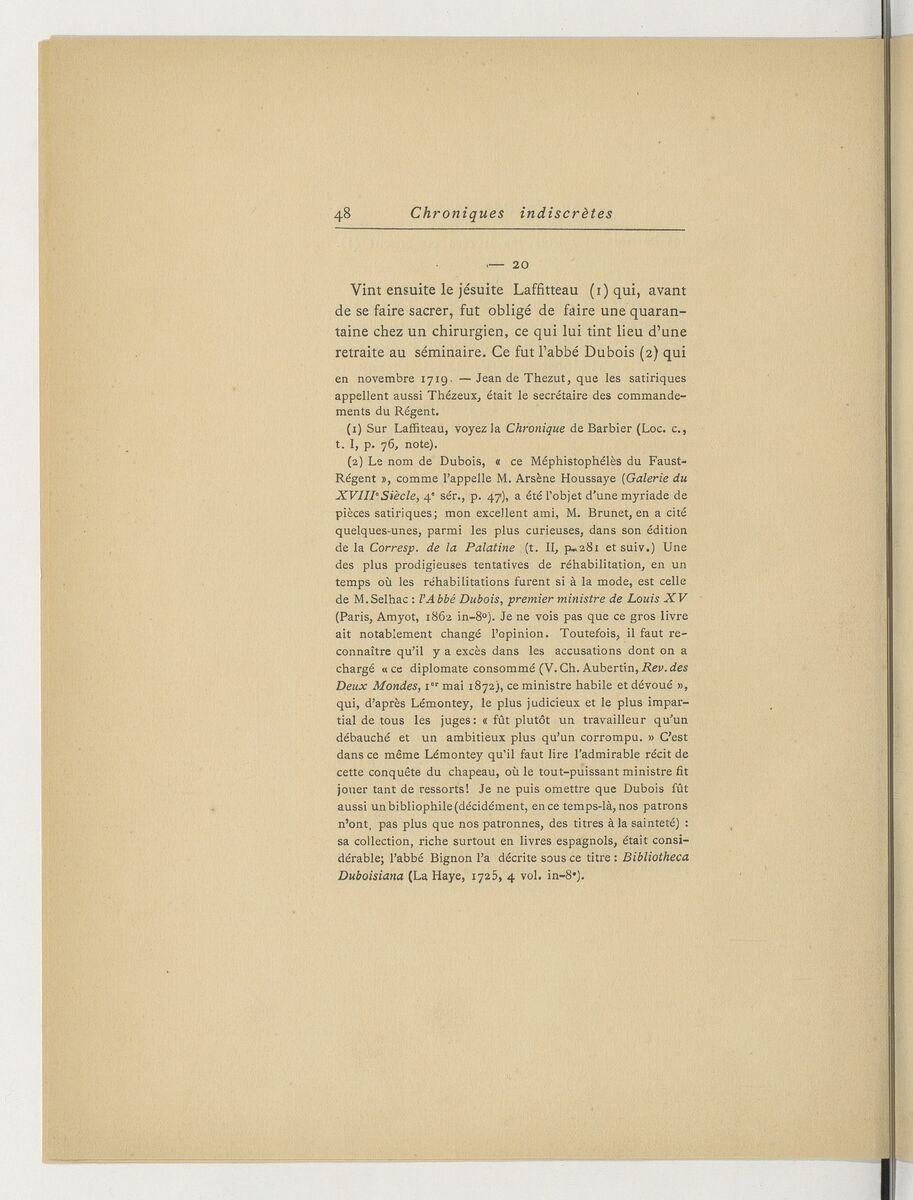 48 Chroniques indiscrètes
— 20
Vint ensuite le jésuite Laffitteau (1) qui, avant
de se faire sacrer, fut obligé de faire une quaran-
taine chez un chirurgien, ce qui lui tint lieu d'une
retraite au séminaire. Ce fut l'abbé Dubois (2) qui
en novembre 1719. — Jean de Thezut, que les satiriques
appellent aussi Thézeux, était le secrétaire des commande-
ments du Régent.
(1) Sur Laffiteau, voyez la Chronique de Barbier (Loc. c.,
t. I, p. 76, note).
(2) Le nom de Dubois, « ce Méphistophélès du Faust-
Régent », comme l'appelle M. Arsène Houssaye (Galerie du
XVIIIe Siècle, 4e sér., p. 47), a été l'objet d'une myriade de
pièces satiriques; mon excellent ami, M. Brunet, en a cité
quelques-unes, parmi les plus curieuses, dans son édition
de la Corresp. de la Palatine (t. II, p. 281 et suiv.) Une
des plus prodigieuses tentatives de réhabilitation, en un
temps où les réhabilitations furent si à la mode, est celle
de M. Selhac : l'Abbé Dubois, premier ministre de Louis XV
(Paris, Amyot, 1862 in-8º). Je ne vois pas que ce gros livre
ait notablement changé l'opinion. Toutefois, il faut re-
connaître qu'il y a excès dans les accusations dont on a
chargé « ce diplomate consommé (V. Ch. Aubertin, Rev. des
Deux Mondes, 1er mai 1872), ce ministre habile et dévoué »,
qui, d'après Lémontey, le plus judicieux et le plus impar-
tial de tous les juges : « fût plutôt un travailleur qu'un
débauché et un ambitieux plus qu'un corrompu. » C'est
dans ce même Lémontey qu'il faut lire l'admirable récit de
cette conquête du chapeau, où le tout-puissant ministre fit
jouer tant de ressorts! Je ne puis omettre que Dubois fût
aussi un bibliophile (décidément, en ce temps-là, nos patrons
n'ont, pas plus que nos patronnes, des titres à la sainteté) :
sa collection, riche surtout en livres espagnols, était consi-
dérable; l'abbé Bignon l'a décrite sous ce titre : Bibliotheca
Duboisiana (La Haye, 1725, 4 vol. in-8º).